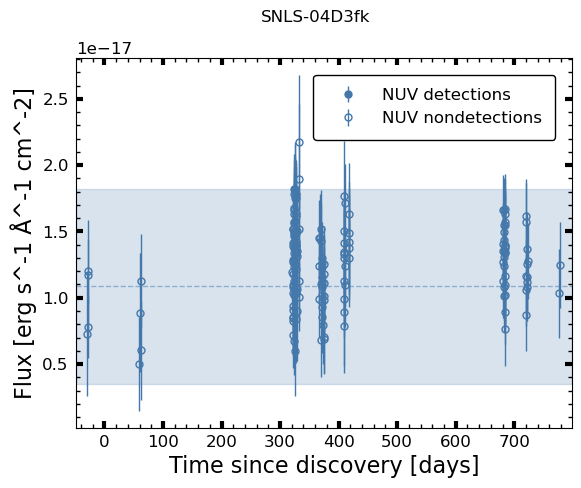 SNLS-04D3fk
1e−17
NUV detections
NUV nondetections
2.5
2.0
1.5
1.0
0.5
Flux [erg s^-1 Å^-1 cm^-2]
0 100 200 300 400 500 600 700
Time since discovery [days]